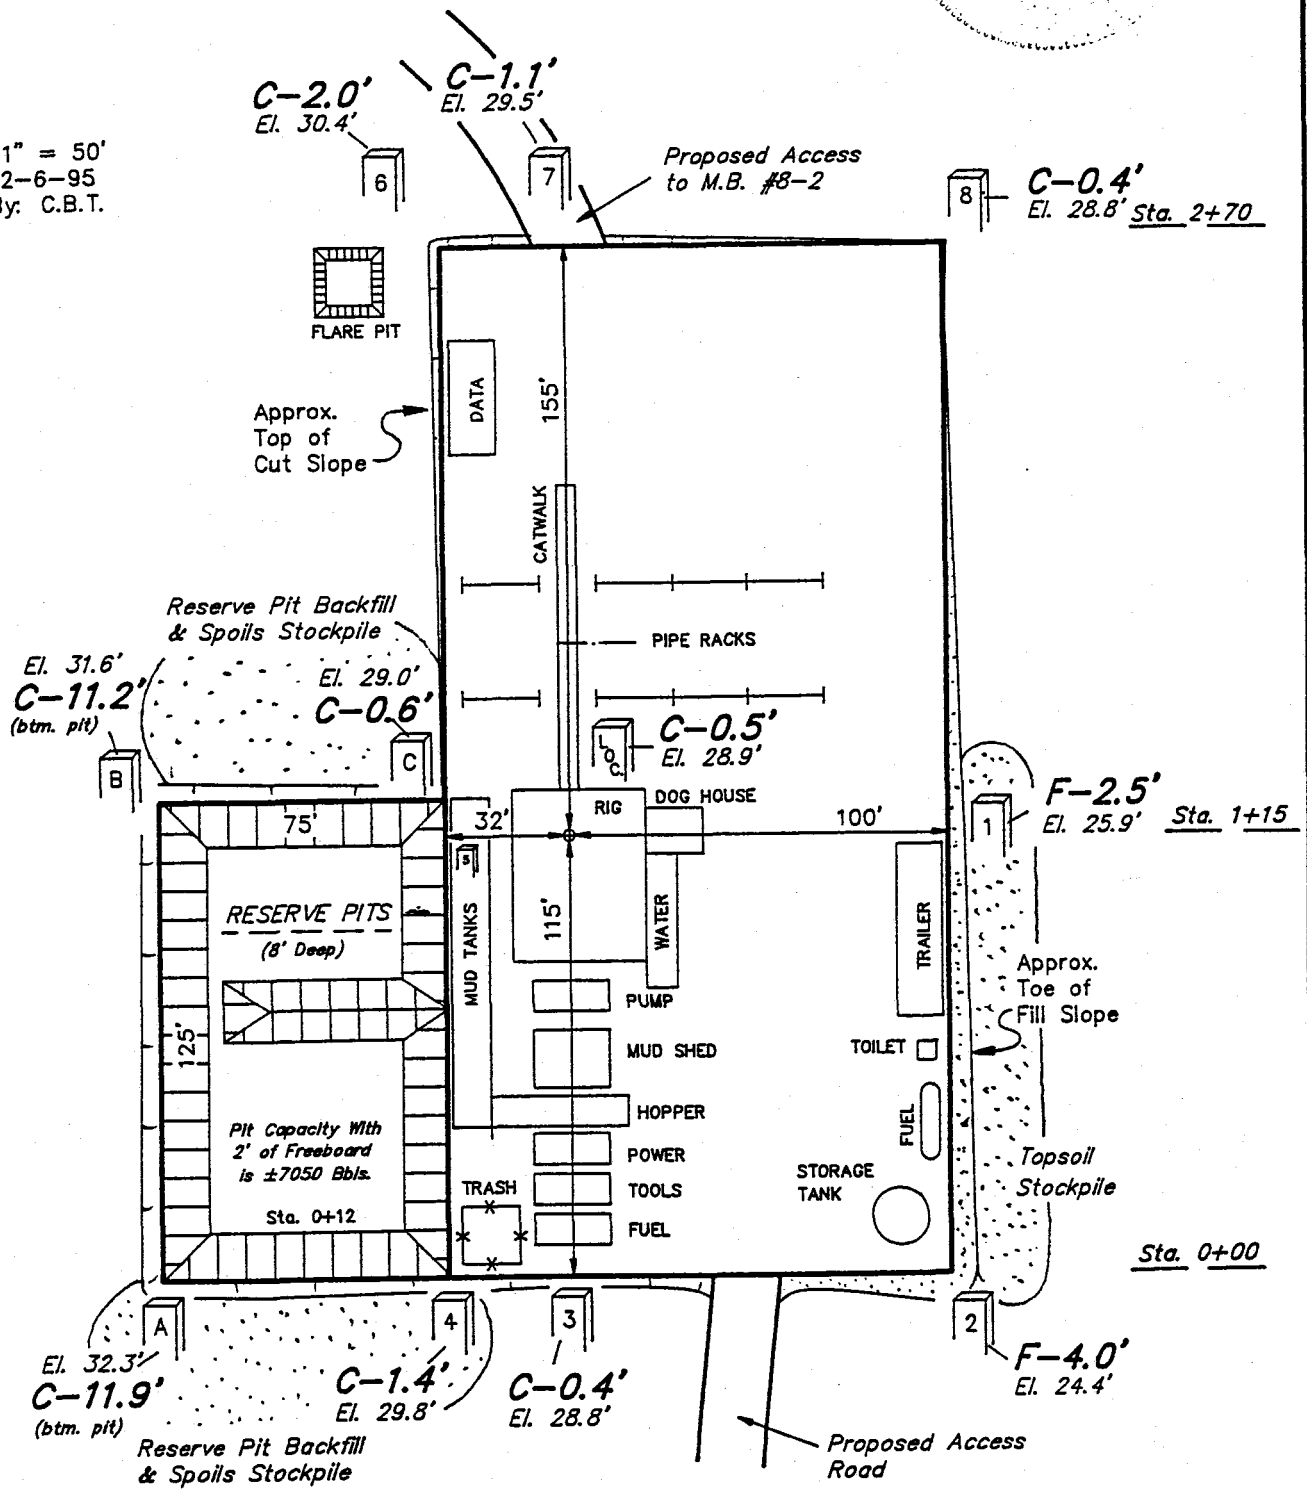 1" = 50'
2-6-95
By: C.B.T.
C-2.0'
El. 30.4'
C-1.1'
El. 29.5'
6
7
Proposed Access
to M.B. #8-2
8
C-0.4'
El. 28.8'
Sta. 2+70
FLARE PIT
DATA
155'
Approx.
Top of
Cut Slope
CATWALK
Reserve Pit Backfill
& Spoils Stockpile
PIPE RACKS
El. 31.6'
C-11.2'
(btm. pit)
El. 29.0'
C-0.6'
B
C
LOC.
C-0.5'
El. 28.9'
RIG
DOG HOUSE
75'
32'
100'
1
F-2.5'
El. 25.9'
Sta. 1+15
5
RESERVE PITS
(8' Deep)
MUD TANKS
115'
WATER
TRAILER
Approx.
Toe of
Fill Slope
PUMP
125'
MUD SHED
TOILET
HOPPER
FUEL
Pit Capacity With
2' of Freeboard
is ±7050 Bbls.
POWER
TOOLS
FUEL
TRASH
STORAGE
TANK
Topsoil
Stockpile
Sta. 0+12
Sta. 0+00
A
4
3
2
El. 32.3'
C-11.9'
(btm. pit)
C-1.4'
El. 29.8'
C-0.4'
El. 28.8'
F-4.0'
El. 24.4'
Reserve Pit Backfill
& Spoils Stockpile
Proposed Access
Road